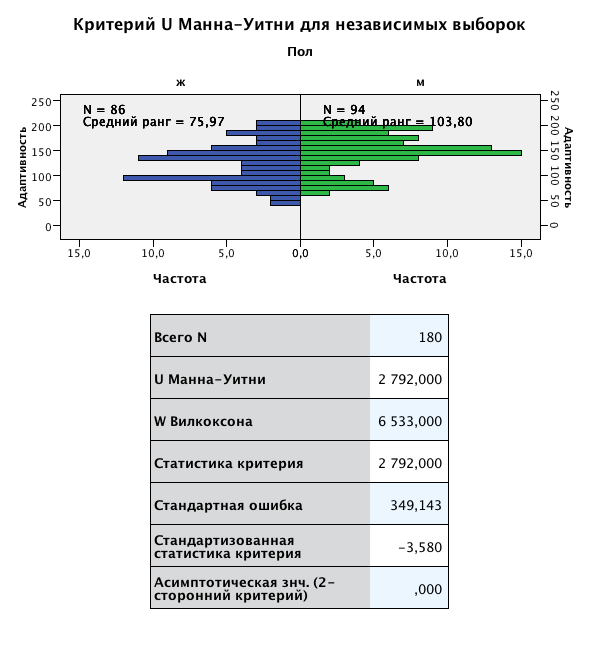 Критерий U Манна-Уитни для независимых выборок
Пол
ж
м
N = 86
Средний ранг = 75,97
N = 94
Средний ранг = 103,80
Адаптивность
250
200
150
100
50
0
250
200
150
100
50
0
Адаптивность
15,0
10,0
5,0
0,0
5,0
10,0
15,0
Частота
Частота
Всего N
180
U Манна-Уитни
2 792,000
W Вилкоксона
6 533,000
Статистика критерия
2 792,000
Стандартная ошибка
349,143
Стандартизованная
статистика критерия
-3,580
Асимптотическая знч. (2-
сторонний критерий)
,000